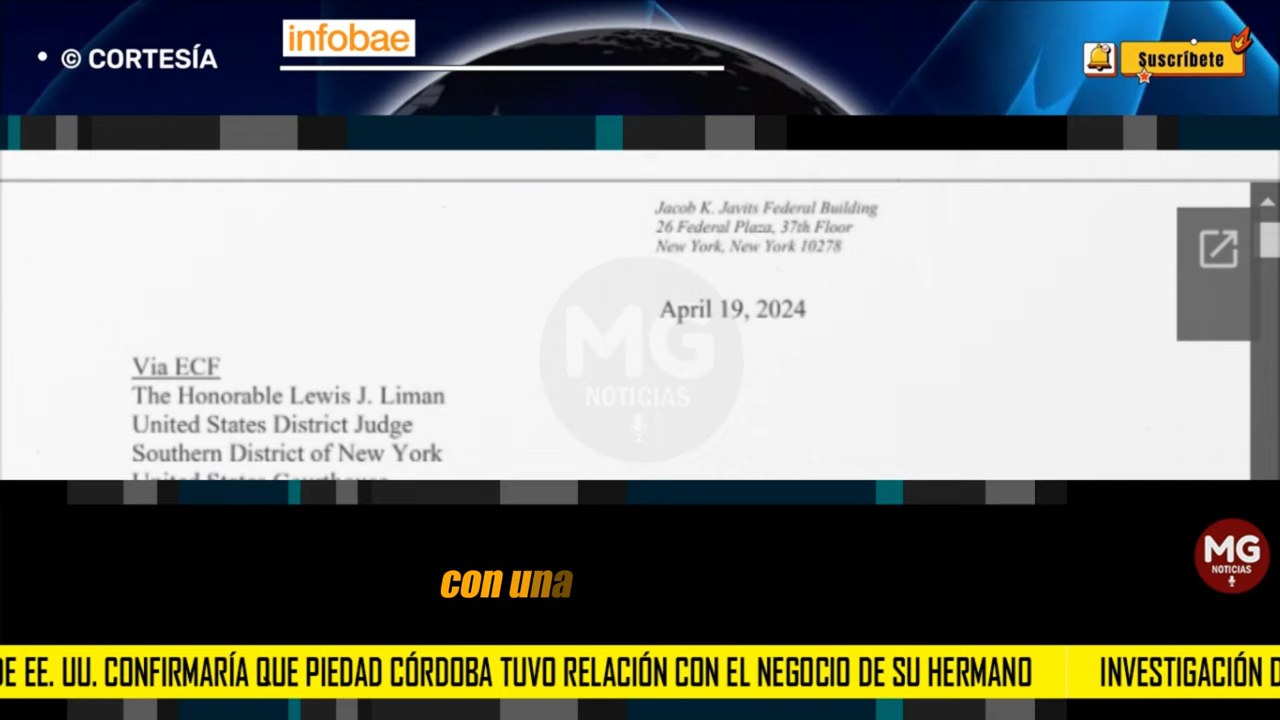 • © CORTESÍA
infobae
Suscríbete
Jacob K. Javits Federal Building
26 Federal Plaza, 37th Floor
New York, New York 10278
April 19, 2024
Via ECF
The Honorable Lewis J. Liman
United States District Judge
Southern District of New York
United States Courthouse
MG
NOTICIAS
con una
MG
NOTICIAS
DE EE. UU. CONFIRMARÍA QUE PIEDAD CÓRDOBA TUVO RELACIÓN CON EL NEGOCIO DE SU HERMANO
INVESTIGACIÓN D